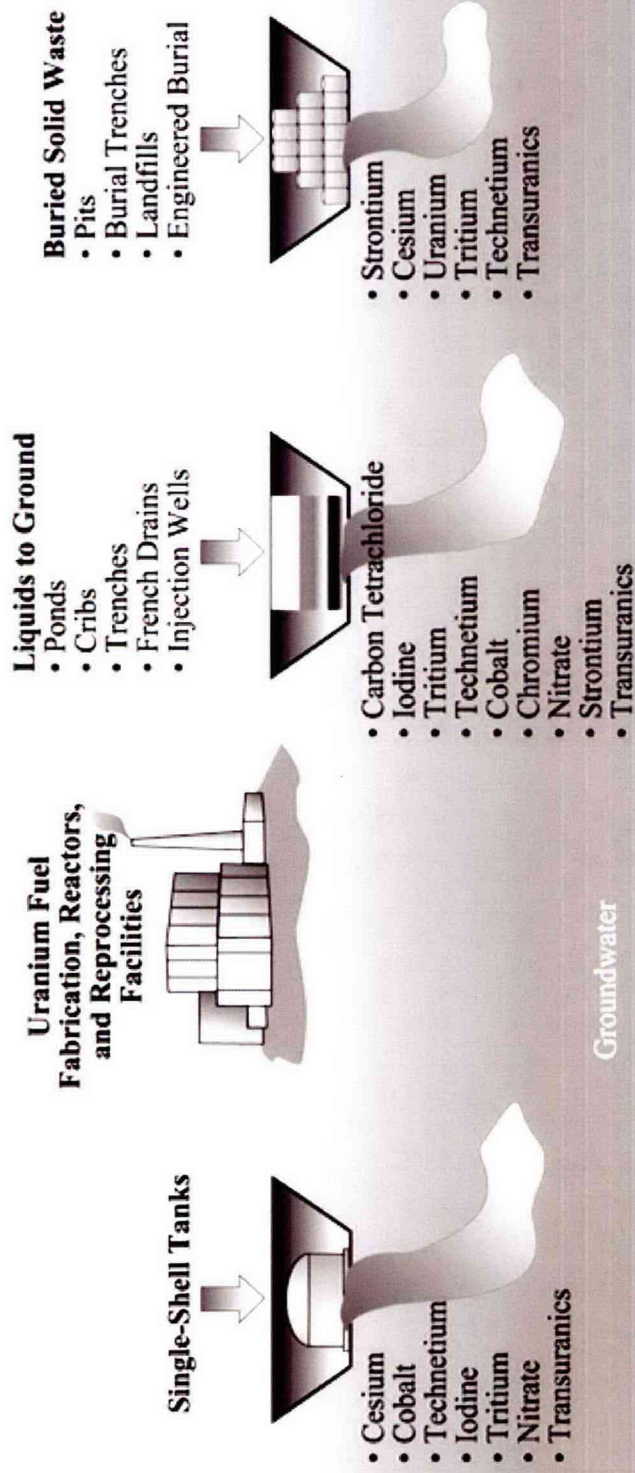 Single-Shell Tanks
• Cesium
• Cobalt
• Technetium
• Iodine
• Tritium
• Nitrate
• Transuranics
Uranium Fuel
Fabrication, Reactors,
and Reprocessing
Facilities
Liquids to Ground
• Ponds
• Cribs
• Trenches
• French Drains
• Injection Wells
• Carbon Tetrachloride
• Iodine
• Tritium
• Technetium
• Cobalt
• Chromium
• Nitrate
• Strontium
• Transuranics
Buried Solid Waste
• Pits
• Burial Trenches
• Landfills
• Engineered Burial
• Strontium
• Cesium
• Uranium
• Tritium
• Technetium
• Transuranics
Groundwater